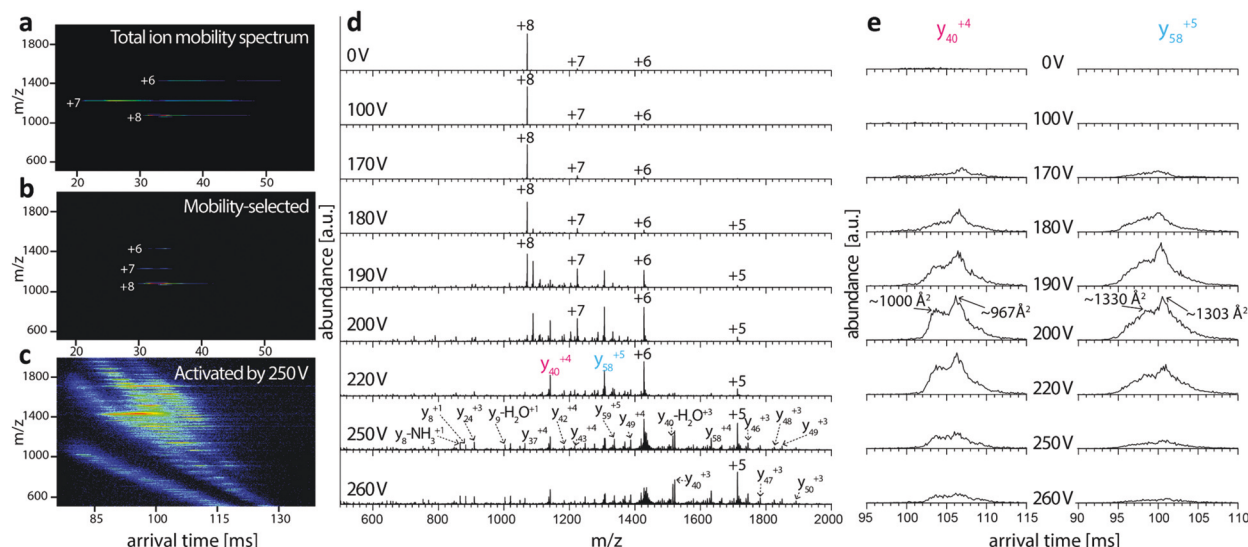 a
Total ion mobility spectrum
m/z
1800
1400
1000
600
+6
+7
+8
20 30 40 50
b
Mobility-selected
m/z
1800
1400
1000
600
+6
+7
+8
20 30 40 50
c
Activated by 250 V
m/z
1800
1400
1000
600
85 100 115 130
arrival time [ms]
d
abundance [a.u.]
+8
0V +7 +6
+8
100V +7 +6
+8
170V +7 +6
+8
180V +7 +6 +5
+8
190V +7 +6 +5
200V +7 +6 +5
220V y40+4 y58+5 +6 +5
250V
y8-NH3+1 y8+1 y24+3 y9-H2O+1 y37+4 y42+4 y43+4 y59+5 y49+4 y40-H2O+3 y58+4 +5 y46+3 y48+3 y49+3
260V y40+3 +5 y47+3 y50+3
600 800 1000 1200 1400 1600 1800 2000
m/z
e
y40+4 y58+5
abundance [a.u.]
0V
100V
170V
180V
190V
~1000 Å2 ~967Å2 ~1330 Å2 ~1303 Å2
200V
220V
250V
260V
95 100 105 110 115 90 95 100 105 110
arrival time [ms]